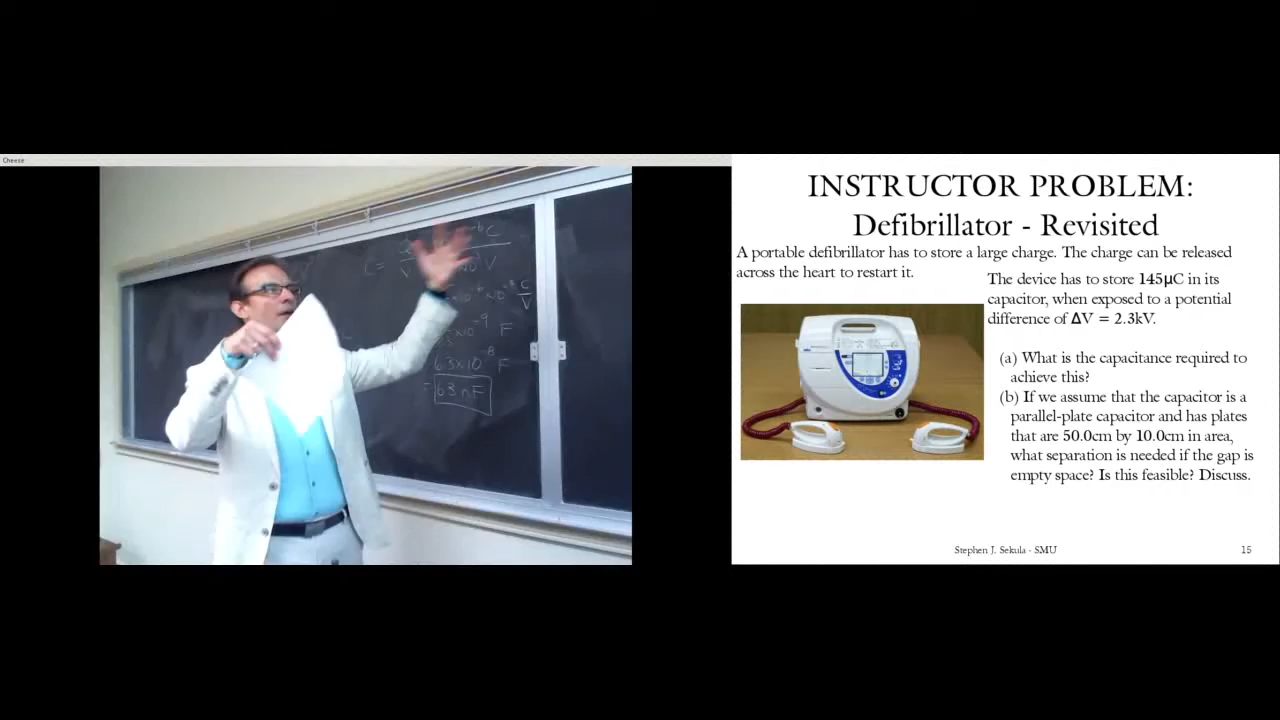 Cheese
INSTRUCTOR PROBLEM:
Defibrillator - Revisited
A portable defibrillator has to store a large charge. The charge can be released
across the heart to restart it.
The device has to store 145µC in its
capacitor, when exposed to a potential
difference of ΔV = 2.3kV.
(a) What is the capacitance required to
achieve this?
(b) If we assume that the capacitor is a
parallel-plate capacitor and has plates
that are 50.0cm by 10.0cm in area,
what separation is needed if the gap is
empty space? Is this feasible? Discuss.
Stephen J. Sekula - SMU
15
C =
V
C
V
F
63x10⁻⁸ F
= 63 nF